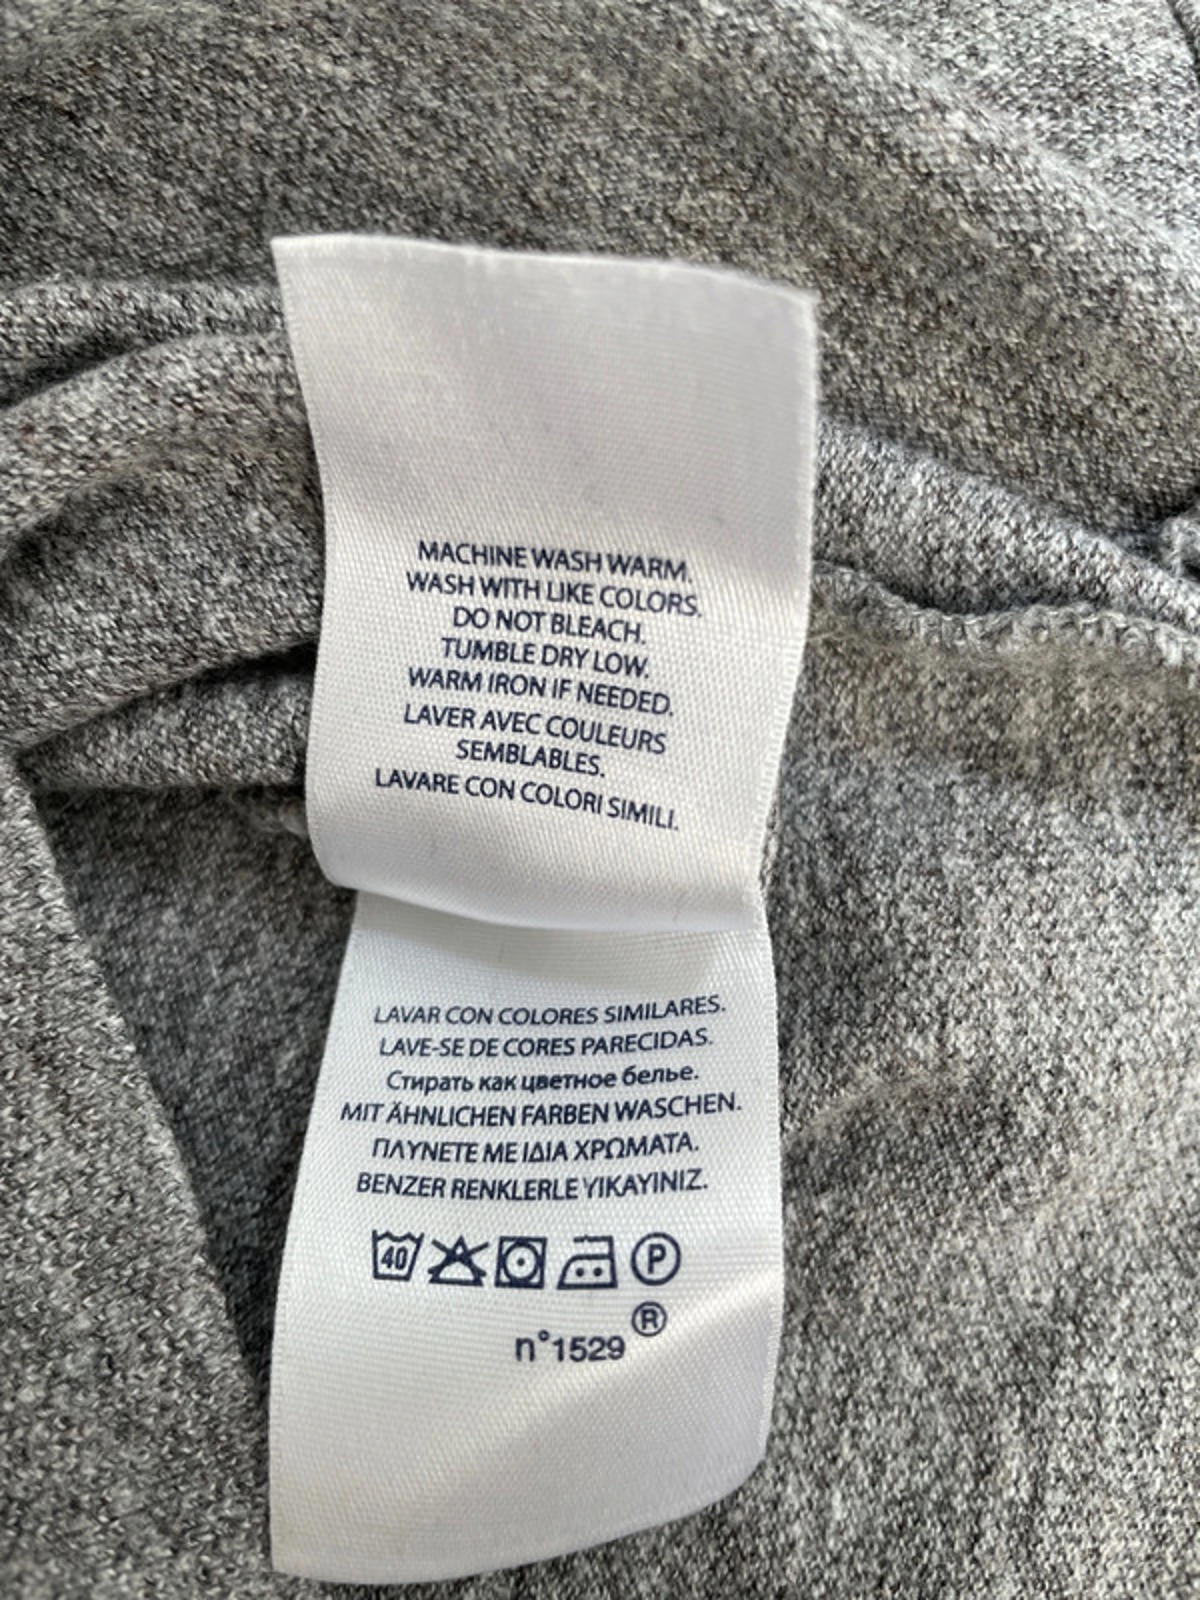 MACHINE WASH WARM.
WASH WITH LIKE COLORS.
DO NOT BLEACH.
TUMBLE DRY LOW.
WARM IRON IF NEEDED.
LAVER AVEC COULEURS
SEMBLABLES.
LAVARE CON COLORI SIMILI.
LAVAR CON COLORES SIMILARES.
LAVE-SE DE CORES PARECIDAS.
Стирать как цветное белье.
MIT ÄHNLICHEN FARBEN WASCHEN.
ΠΛΥΝΕΤΕ ΜΕ ΙΔΙΑ ΧΡΩΜΑΤΑ.
BENZER RENKLERLE YIKAYINIZ.
40 P
n°1529 ®